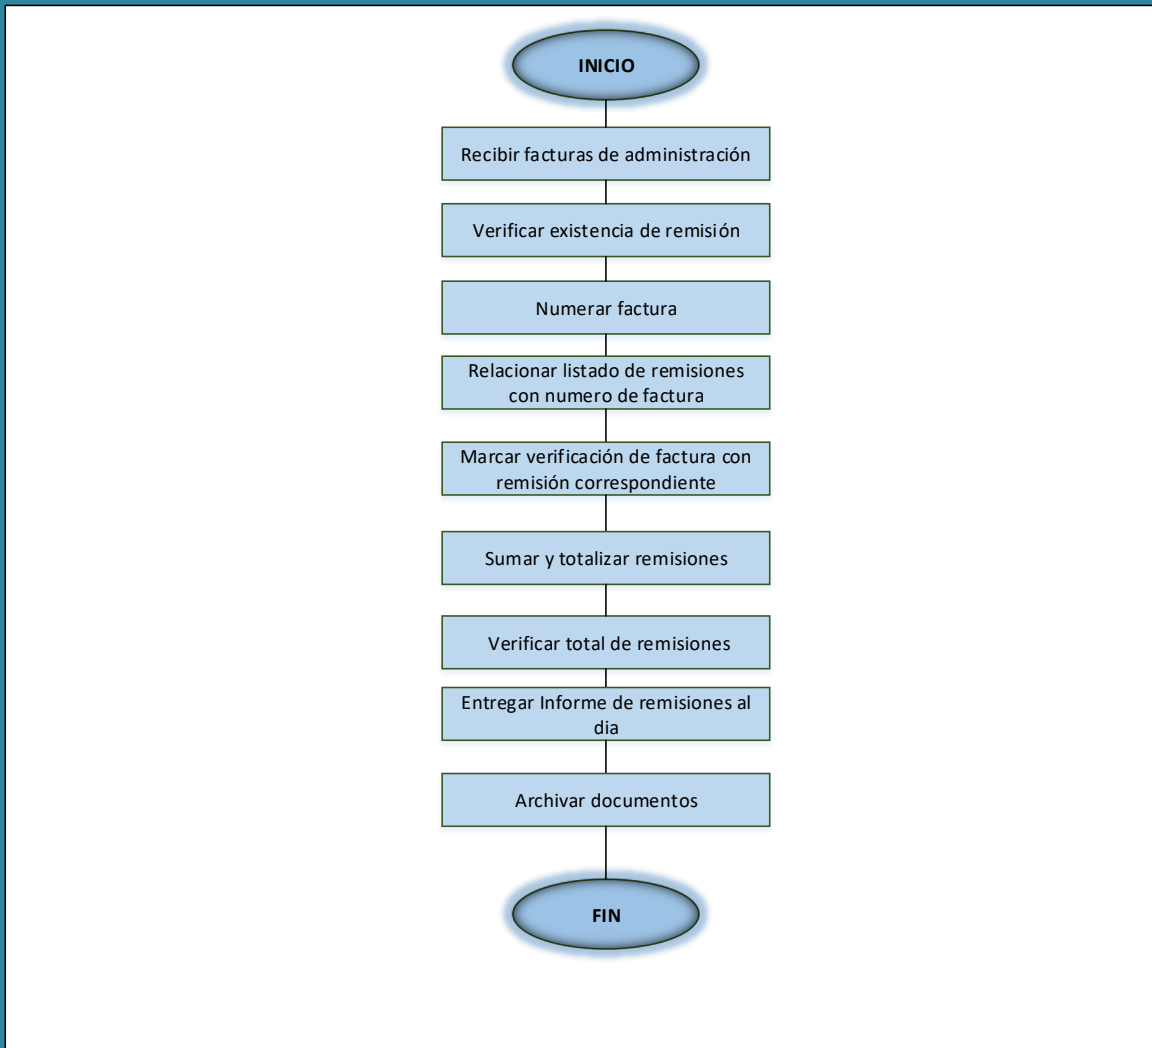 INICIO
Recibir facturas de administración
Verificar existencia de remisión
Numerar factura
Relacionar listado de remisiones
con numero de factura
Marcar verificación de factura con
remisión correspondiente
Sumar y totalizar remisiones
Verificar total de remisiones
Entregar Informe de remisiones al
dia
Archivar documentos
FIN